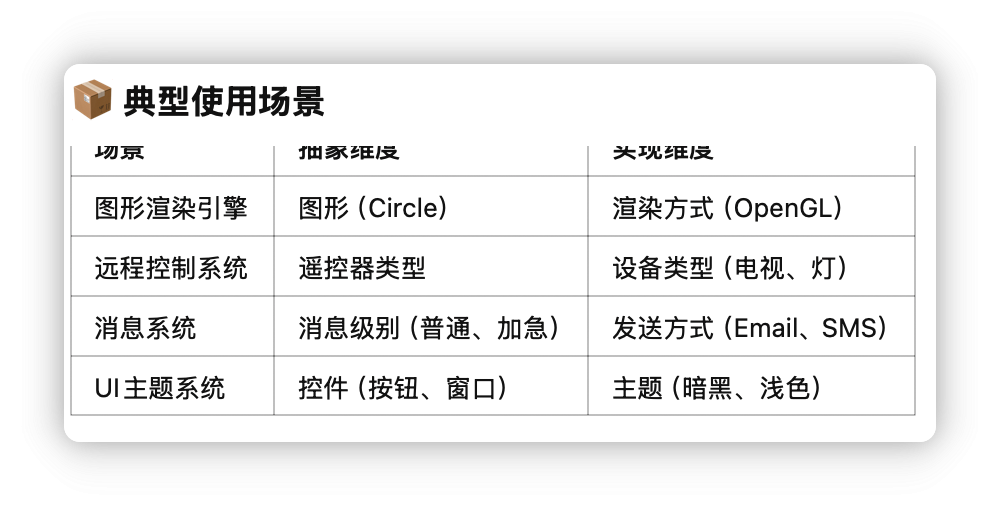 📦 典型使用场景
场景 抽象维度 实现维度
图形渲染引擎 图形（Circle） 渲染方式（OpenGL）
远程控制系统 遥控器类型 设备类型（电视、灯）
消息系统 消息级别（普通、加急） 发送方式（Email、SMS）
UI 主题系统 控件（按钮、窗口） 主题（暗黑、浅色）